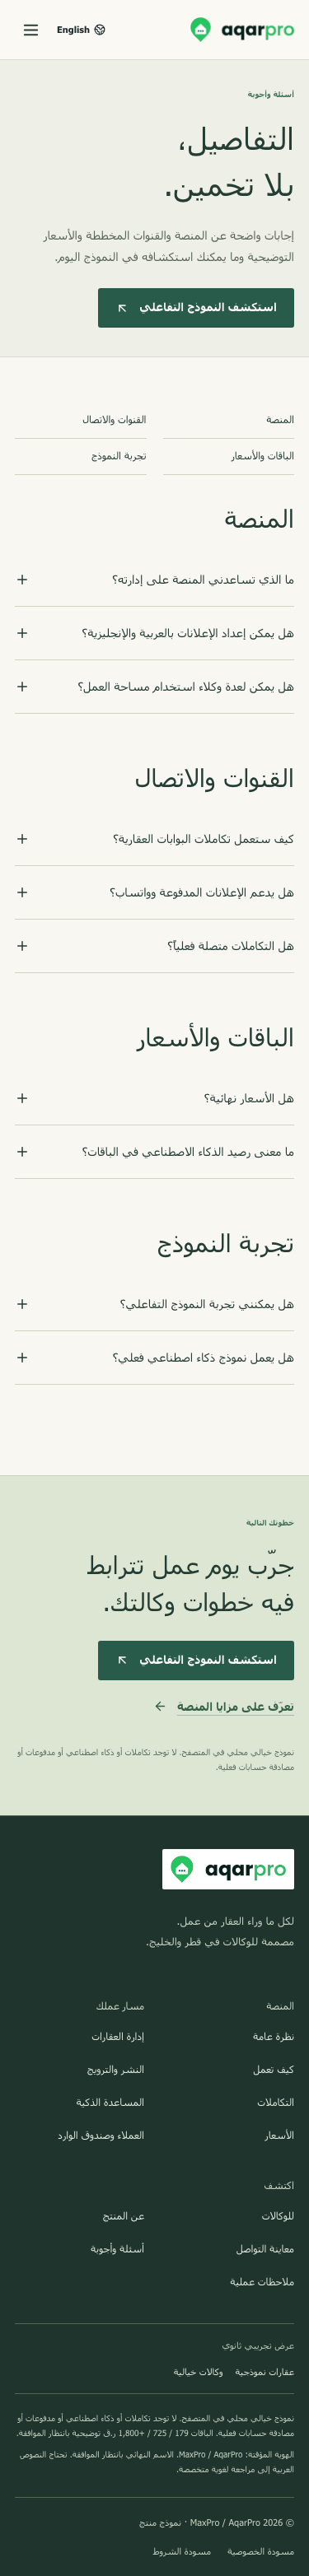 aqarpro
English
أسئلة وأجوبة
التفاصيل،
بلا تخمين.
إجابات واضحة عن المنصة والقنوات المخططة والأسعار
التوضيحية وما يمكنك استكشافه في النموذج اليوم.
استكشف النموذج التفاعلي
المنصة
القنوات والاتصال
الباقات والأسعار
تجربة النموذج
المنصة
ما الذي تساعدني المنصة على إدارته؟
هل يمكن إعداد الإعلانات بالعربية والإنجليزية؟
هل يمكن لعدة وكلاء استخدام مساحة العمل؟
القنوات والاتصال
كيف ستعمل تكاملات البوابات العقارية؟
هل يدعم الإعلانات المدفوعة وواتساب؟
هل التكاملات متصلة فعلياً؟
الباقات والأسعار
هل الأسعار نهائية؟
ما معنى رصيد الذكاء الاصطناعي في الباقات؟
تجربة النموذج
هل يمكنني تجربة النموذج التفاعلي؟
هل يعمل نموذج ذكاء اصطناعي فعلي؟
خطوتك التالية
جرّب يوم عمل تترابط
فيه خطوات وكالتك.
استكشف النموذج التفاعلي
تعرّف على مزايا المنصة
نموذج خيالي محلي في المتصفح. لا توجد تكاملات أو ذكاء اصطناعي أو مدفوعات أو
مصادقة حسابات فعلية.
aqarpro
لكل ما وراء العقار من عمل.
مصممة للوكالات في قطر والخليج.
المنصة
نظرة عامة
كيف تعمل
التكاملات
الأسعار
مسار عملك
إدارة العقارات
النشر والترويج
المساعدة الذكية
العملاء وصندوق الوارد
اكتشف
للوكالات
عن المنتج
معاينة التواصل
أسئلة وأجوبة
ملاحظات عملية
عرض تجريبي ثانوي
عقارات نموذجية
وكالات خيالية
نموذج خيالي محلي في المتصفح. لا توجد تكاملات أو ذكاء اصطناعي أو مدفوعات أو
مصادقة حسابات فعلية. الباقات 179 / 725 / +1,800 ر.ق توضيحية بانتظار الموافقة.
الهوية المؤقتة: MaxPro / AqarPro. الاسم النهائي بانتظار الموافقة. تحتاج النصوص
العربية إلى مراجعة لغوية متخصصة.
© 2026 MaxPro / AqarPro · نموذج منتج
مسودة الخصوصية
مسودة الشروط